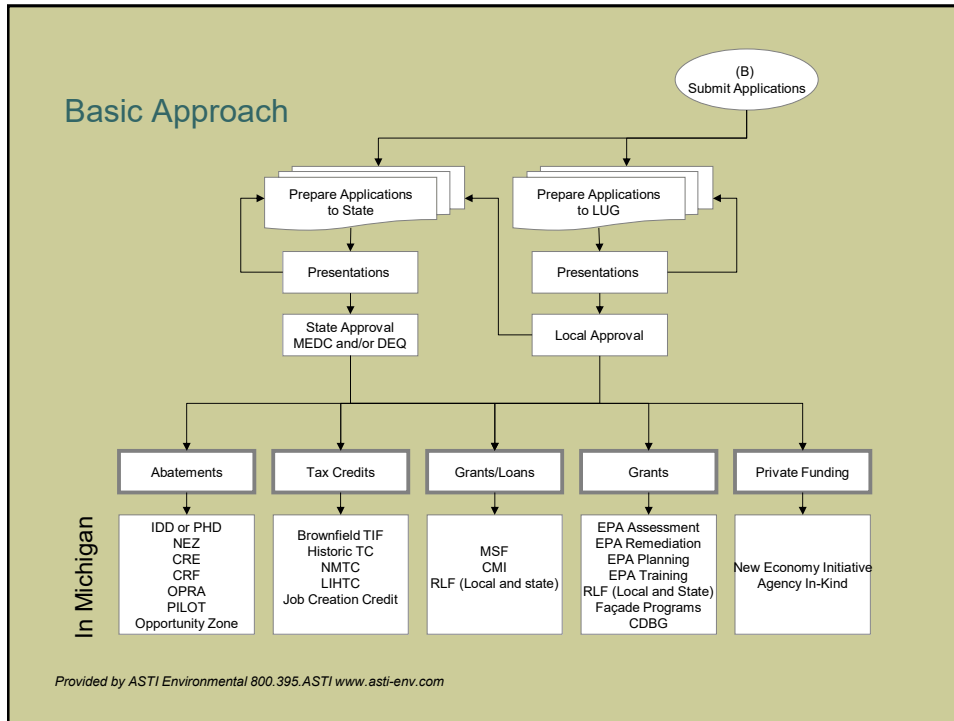 (B)
Submit Applications
Basic Approach
Prepare Applications
to State
Prepare Applications
to LUG
Presentations
Presentations
State Approval
MEDC and/or DEQ
Local Approval
Abatements
Tax Credits
Grants/Loans
Grants
Private Funding
In Michigan
IDD or PHD
NEZ
CRE
CRF
OPRA
PILOT
Opportunity Zone
Brownfield TIF
Historic TC
NMTC
LIHTC
Job Creation Credit
MSF
CMI
RLF (Local and state)
EPA Assessment
EPA Remediation
EPA Planning
EPA Training
RLF (Local and State)
Façade Programs
CDBG
New Economy Initiative
Agency In-Kind
Provided by ASTI Environmental 800.395.ASTI www.asti-env.com